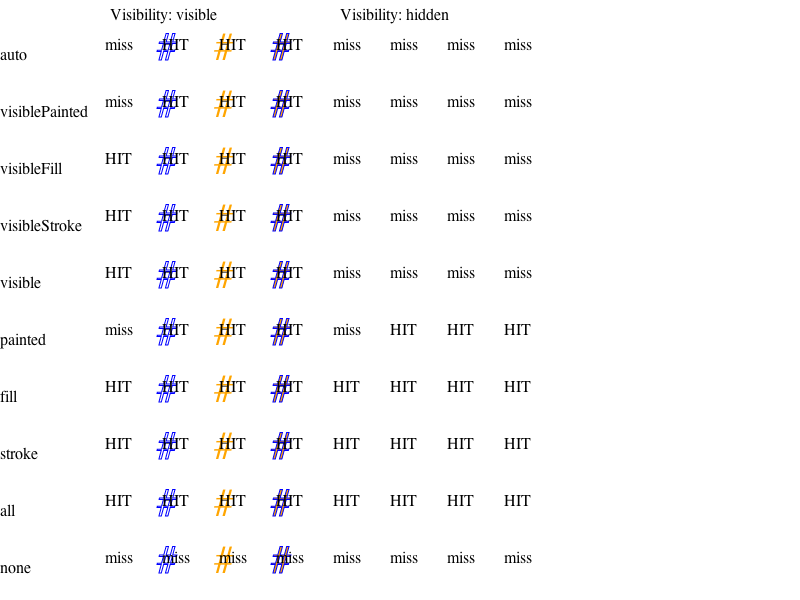 Visibility: visible Visibility: hidden
auto miss # HIT # HIT # HIT miss miss miss miss
visiblePainted miss # HIT # HIT # HIT miss miss miss miss
visibleFill HIT # HIT # HIT # HIT miss miss miss miss
visibleStroke HIT # HIT # HIT # HIT miss miss miss miss
visible HIT # HIT # HIT # HIT miss miss miss miss
painted miss # HIT # HIT # HIT miss HIT HIT HIT
fill HIT # HIT # HIT # HIT HIT HIT HIT HIT
stroke HIT # HIT # HIT # HIT HIT HIT HIT HIT
all HIT # HIT # HIT # HIT HIT HIT HIT HIT
none miss # miss # miss # miss miss miss miss miss